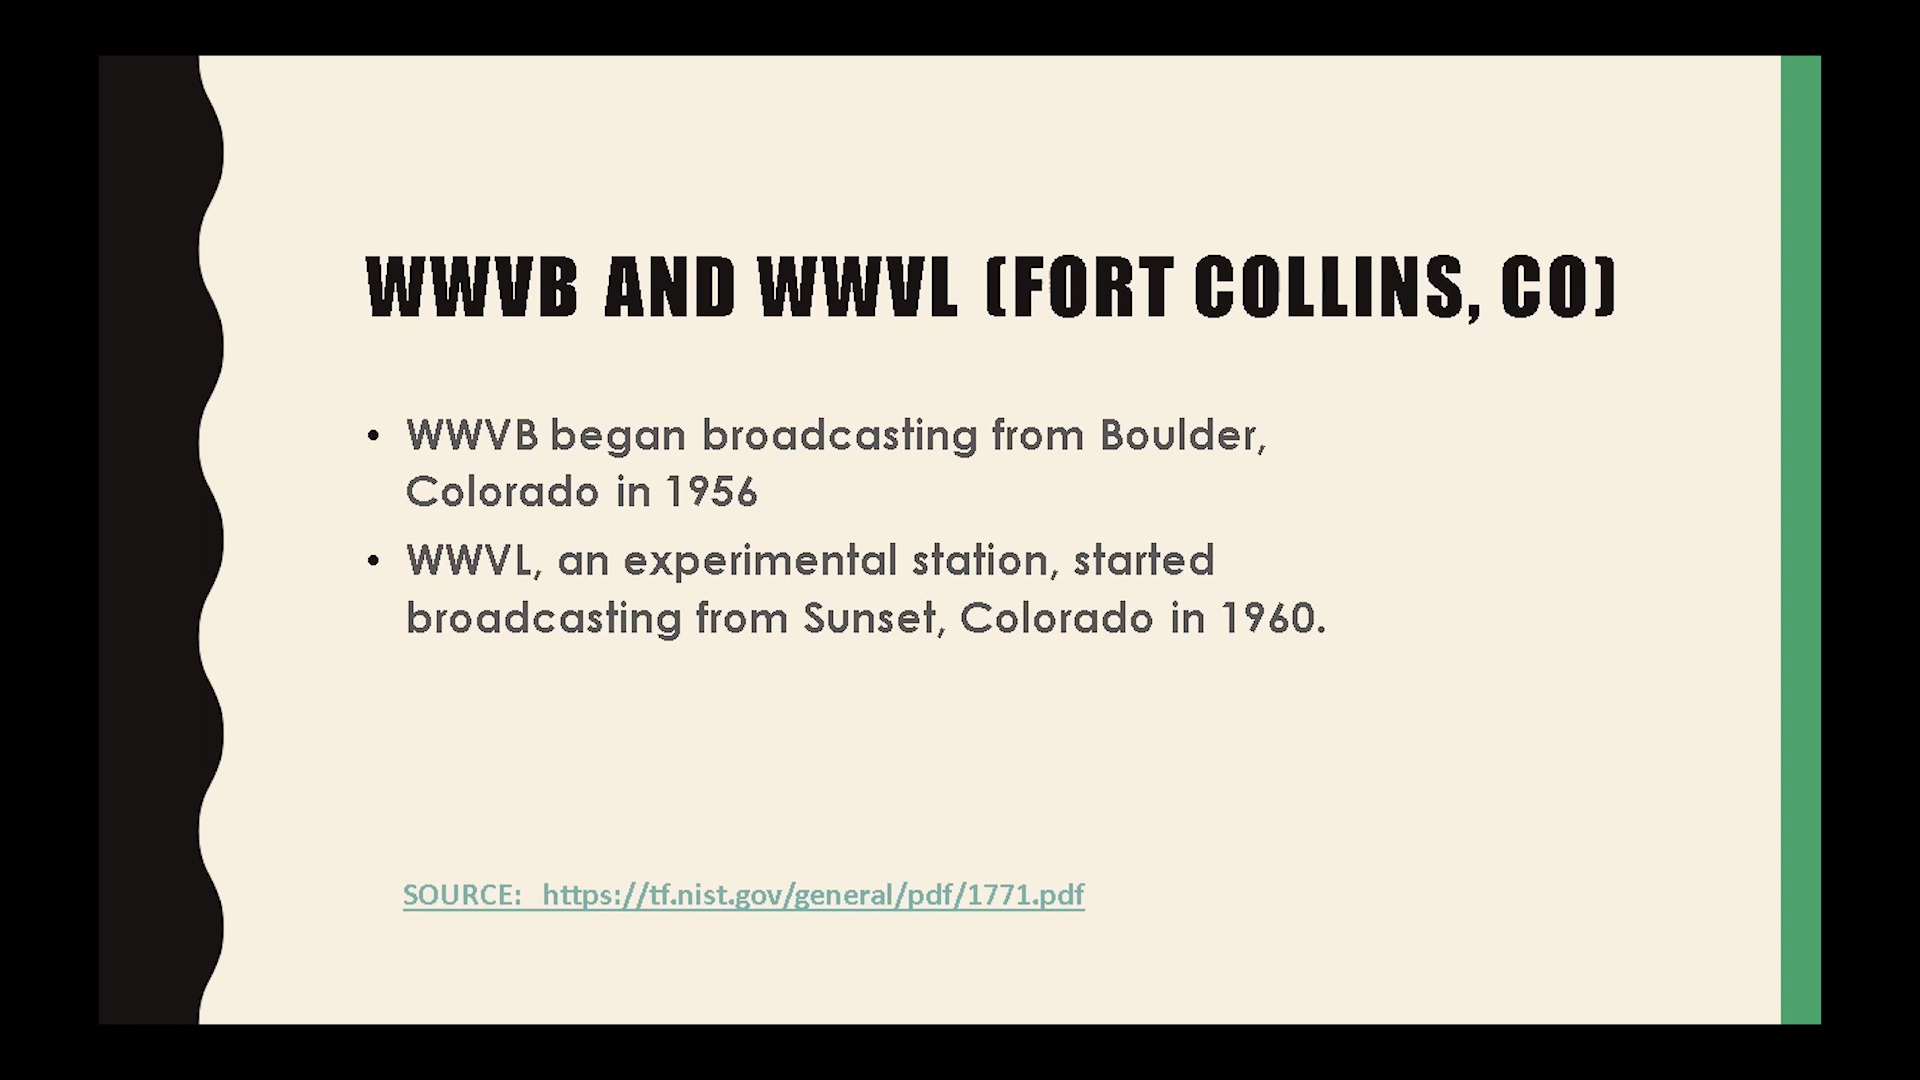 WWVB AND WWVL (FORT COLLINS, CO)
• WWVB began broadcasting from Boulder,
Colorado in 1956
• WWVL, an experimental station, started
broadcasting from Sunset, Colorado in 1960.
SOURCE: https://tf.nist.gov/general/pdf/1771.pdf